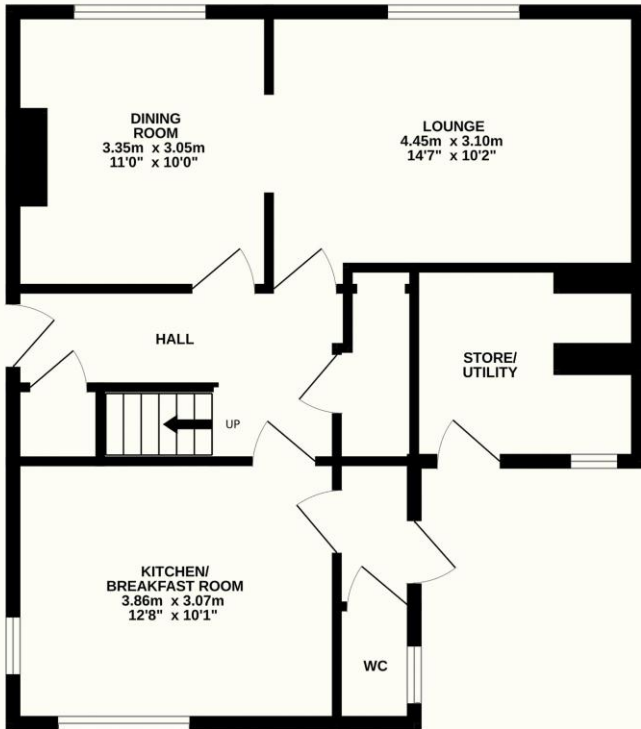 DINING
ROOM
3.35m x 3.05m
11'0" x 10'0"
LOUNGE
4.45m x 3.10m
14'7" x 10'2"
HALL
STORE/
UTILITY
UP
KITCHEN/
BREAKFAST ROOM
3.86m x 3.07m
12'8" x 10'1"
WC